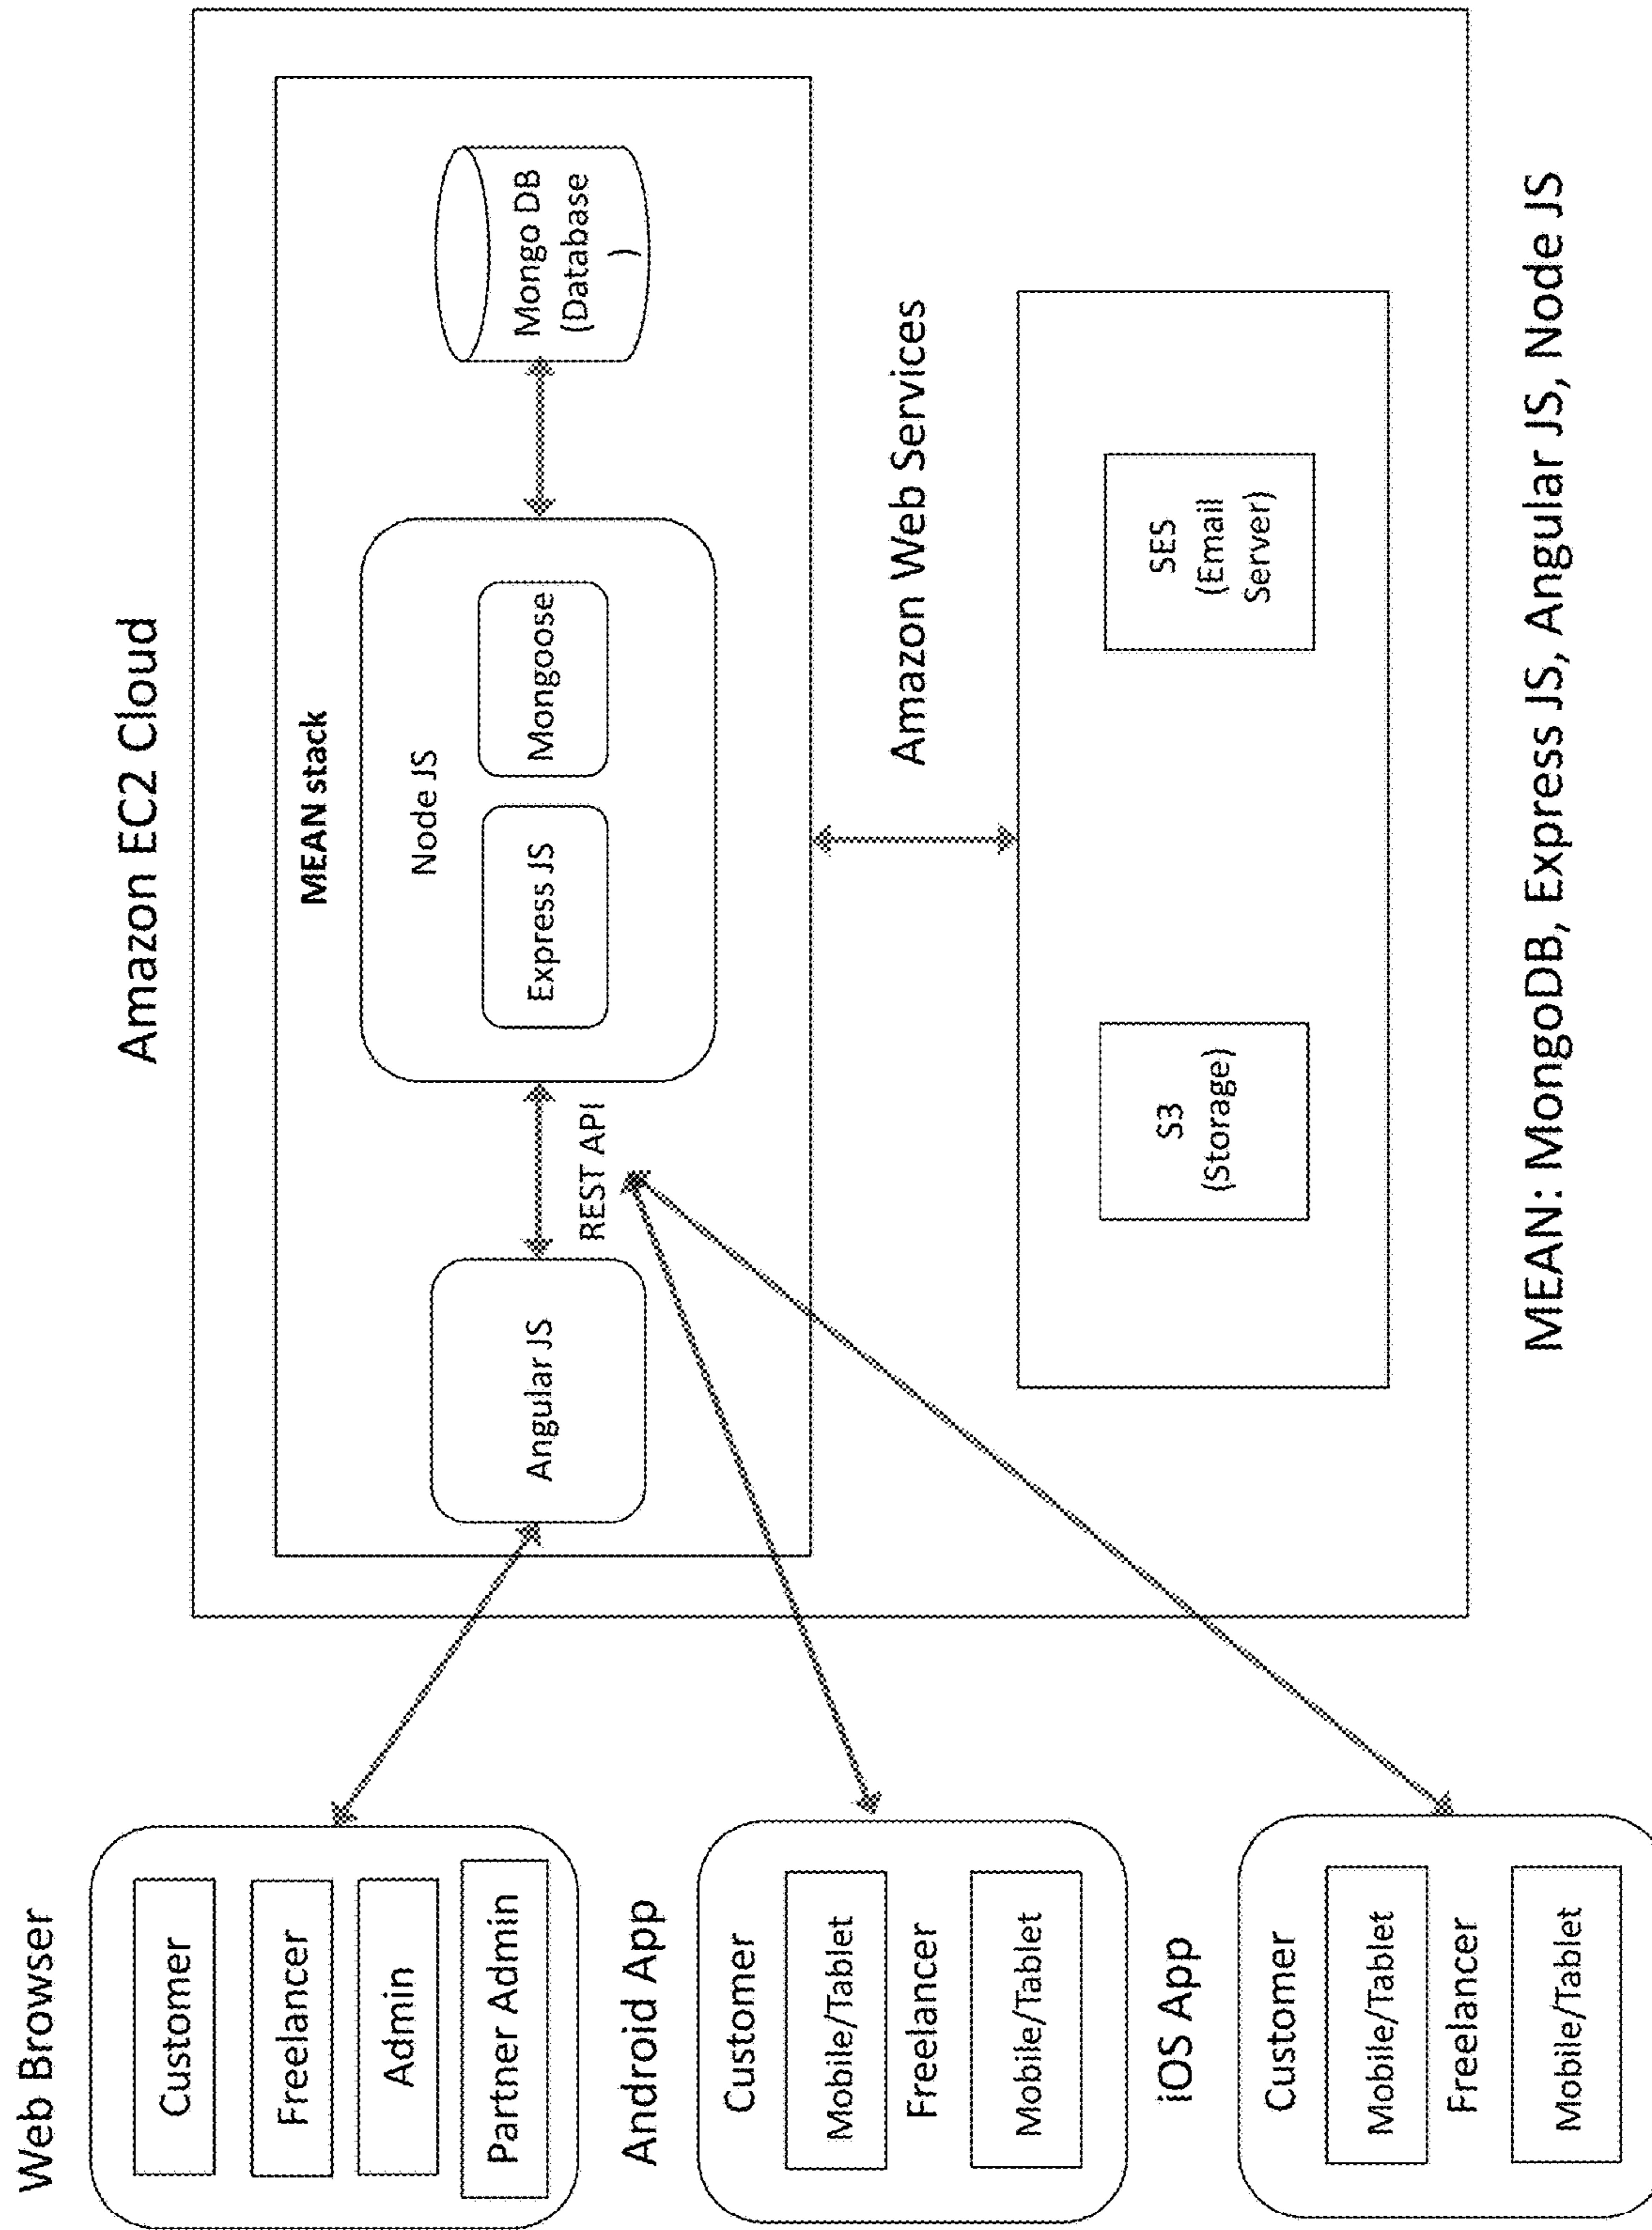 Amazon EC2 Cloud
Web Browser
Customer
Freelancer
Admin
Partner Admin
Android App
Customer
Mobile/Tablet
Freelancer
Mobile/Tablet
iOS App
Customer
Mobile/Tablet
Freelancer
Mobile/Tablet
MEAN stack
Angular JS
REST API
Node JS
Express JS
Mongoose
Mongo DB
(Database
)
Amazon Web Services
S3
(Storage)
SES
(Email
Server)
MEAN: MongoDB, Express JS, Angular JS, Node JS